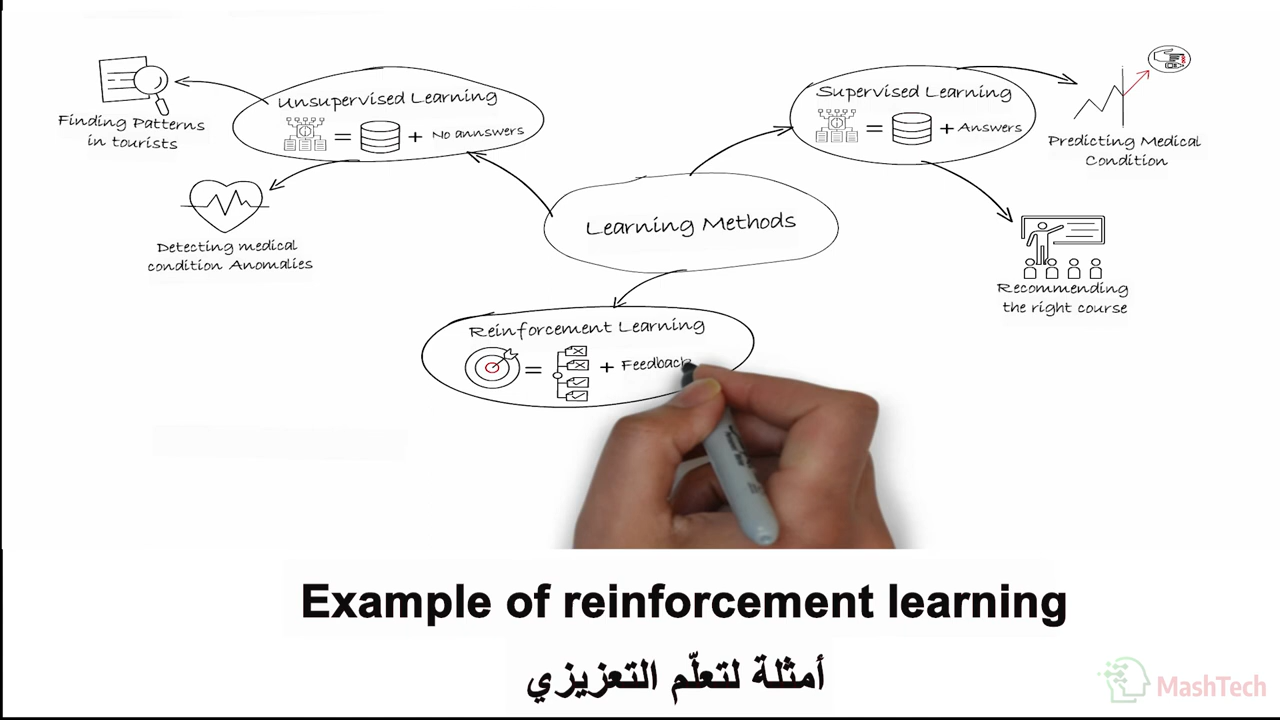 Unsupervised Learning
= + No annswers
Finding Patterns
in tourists
Detecting medical
condition Anomalies
Supervised Learning
= + Answers
Predicting Medical
Condition
Recommending
the right course
Learning Methods
Reinforcement Learning
= + Feedback
Example of reinforcement learning
أمثلة لتعلّم التعزيزي
MashTech